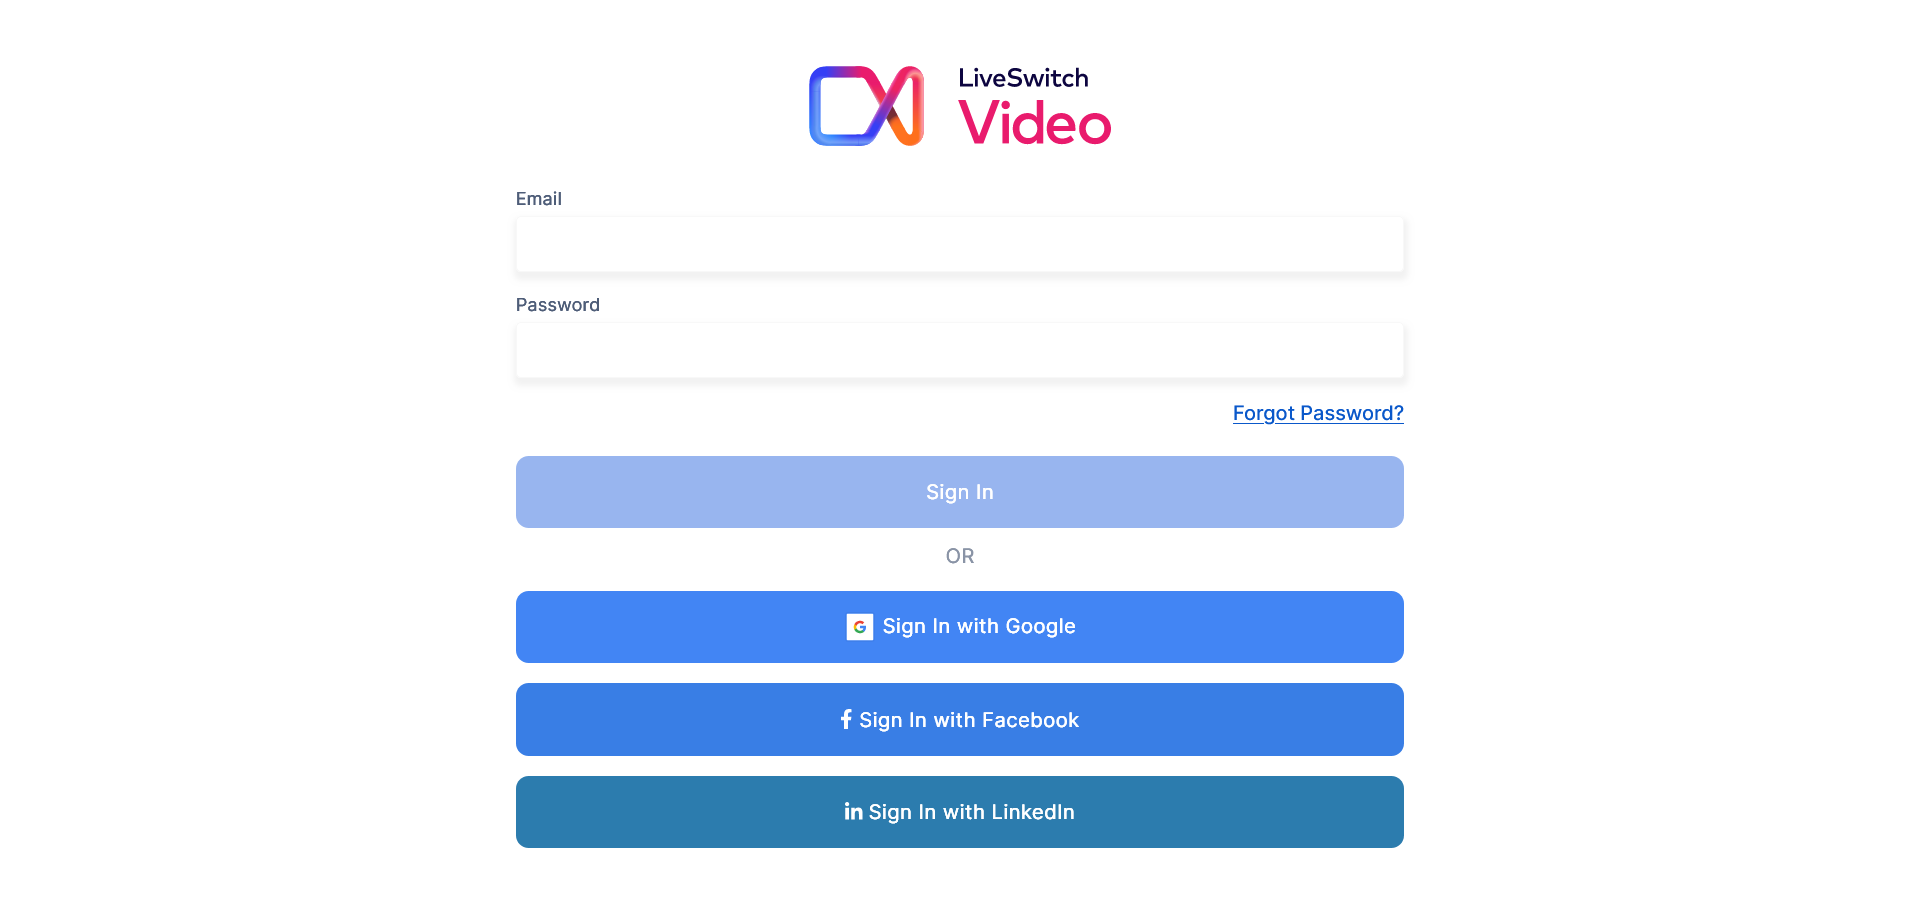 LiveSwitch
Video
Email
Password
Forgot Password?
Sign In
OR
Sign In with Google
Sign In with Facebook
Sign In with LinkedIn